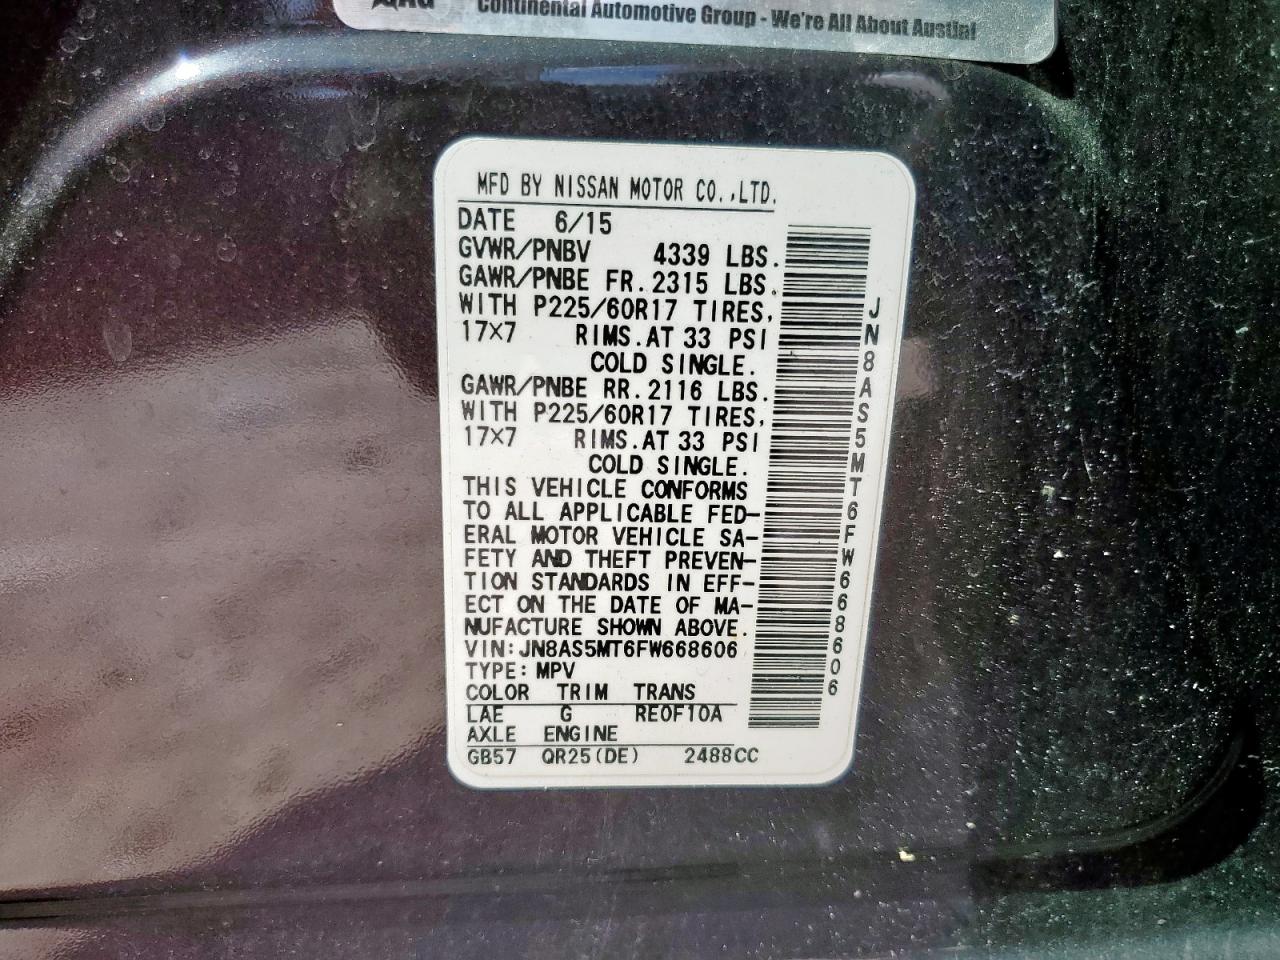 Continental Automotive Group - We're All About Austin!
MFD BY NISSAN MOTOR CO.,LTD.
DATE 6/15
GVWR/PNBV 4339 LBS.
GAWR/PNBE FR.2315 LBS.
WITH P225/60R17 TIRES,
17×7 RIMS.AT 33 PSI
COLD SINGLE.
GAWR/PNBE RR.2116 LBS.
WITH P225/60R17 TIRES,
17×7 RIMS.AT 33 PSI
COLD SINGLE.
THIS VEHICLE CONFORMS
TO ALL APPLICABLE FED-
ERAL MOTOR VEHICLE SA-
FETY AND THEFT PREVEN-
TION STANDARDS IN EFF-
ECT ON THE DATE OF MA-
NUFACTURE SHOWN ABOVE.
VIN:JN8AS5MT6FW668606
TYPE:MPV
COLOR TRIM TRANS
LAE G RE0F10A
AXLE ENGINE
GB57 QR25(DE) 2488CC
JN8AS5MT6FW668606